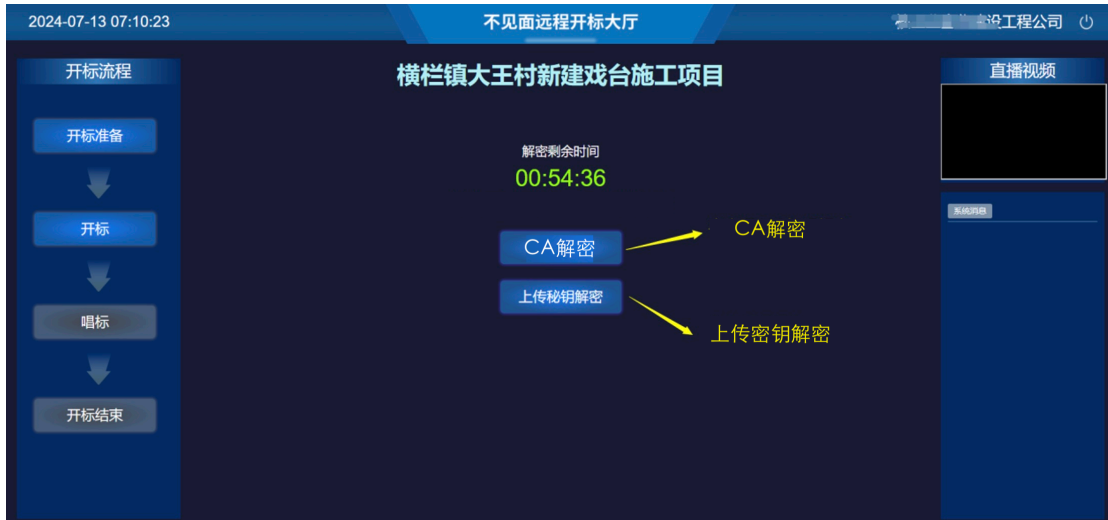 2024-07-13 07:10:23
不见面远程开标大厅
设工程公司
开标流程
横栏镇大王村新建戏台施工项目
直播视频
开标准备
解密剩余时间
00:54:36
系统消息
开标
CA解密
CA解密
上传秘钥解密
唱标
上传密钥解密
开标结束